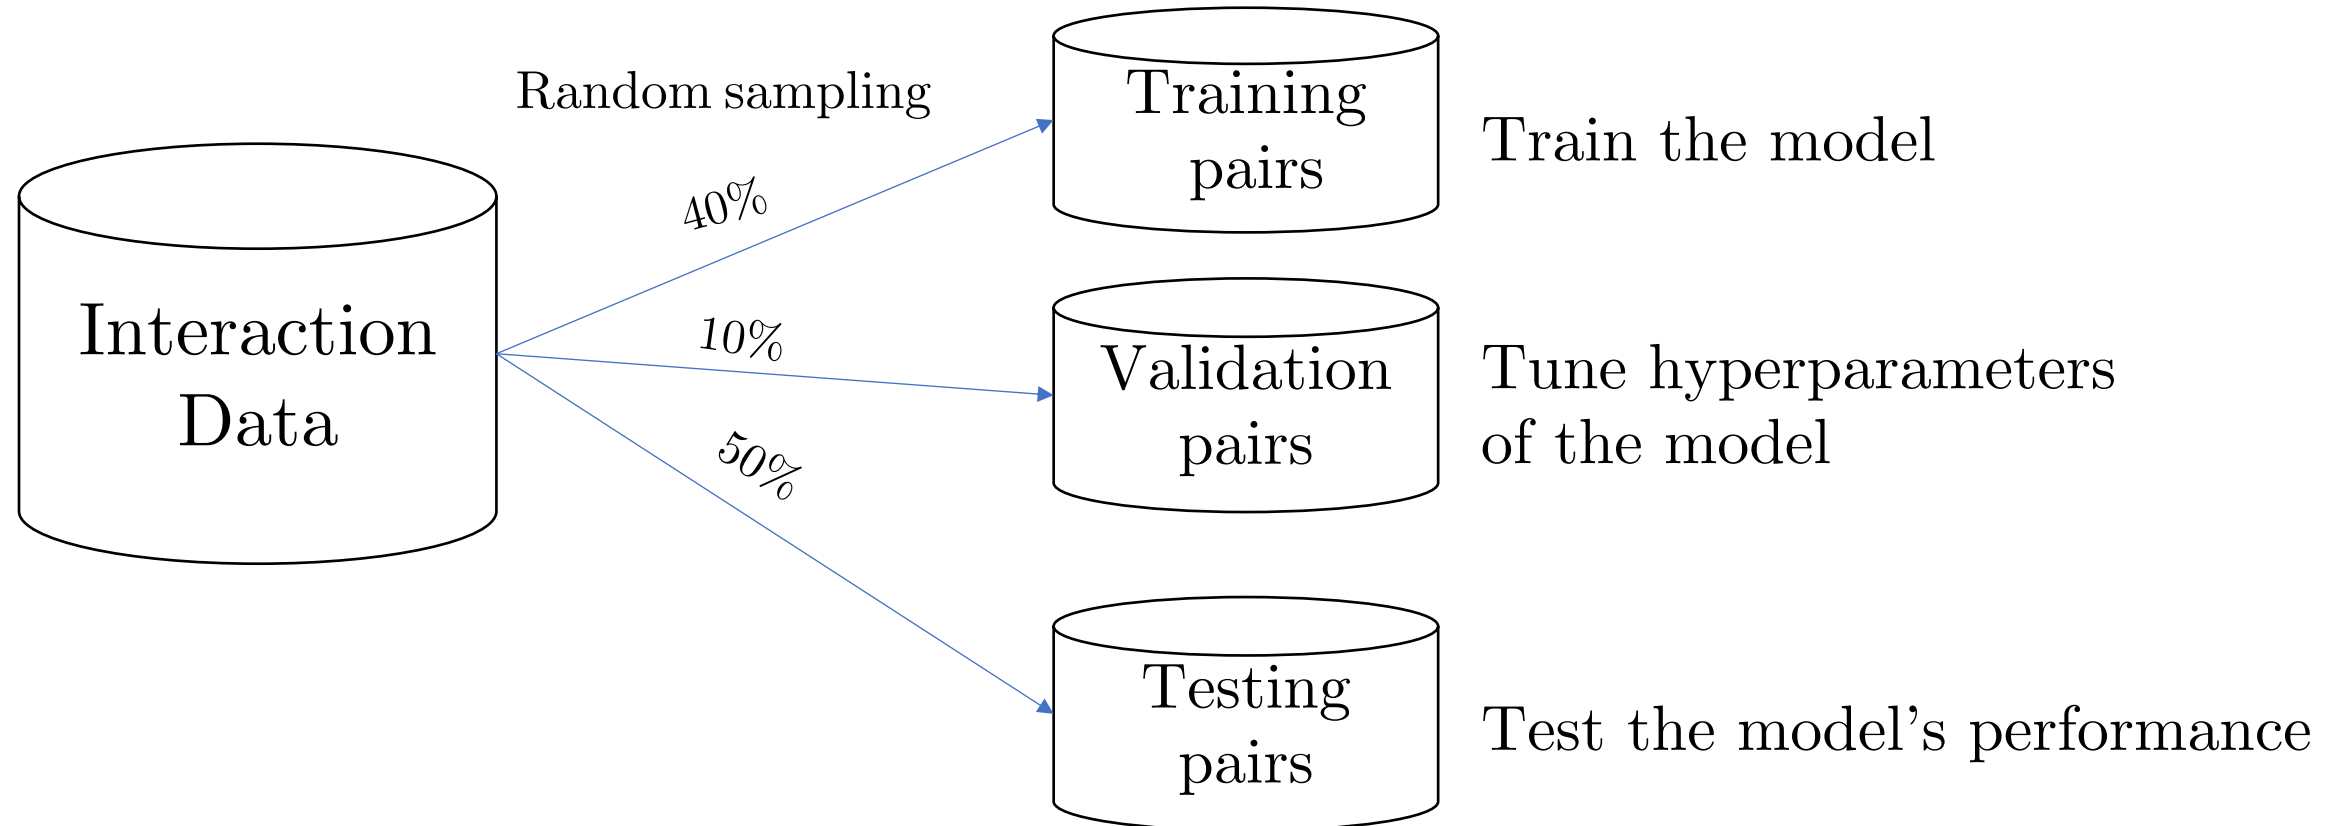 Random sampling
Interaction
Data
40%
10%
50%
Training
pairs
Train the model
Validation
pairs
Tune hyperparameters
of the model
Testing
pairs
Test the model's performance